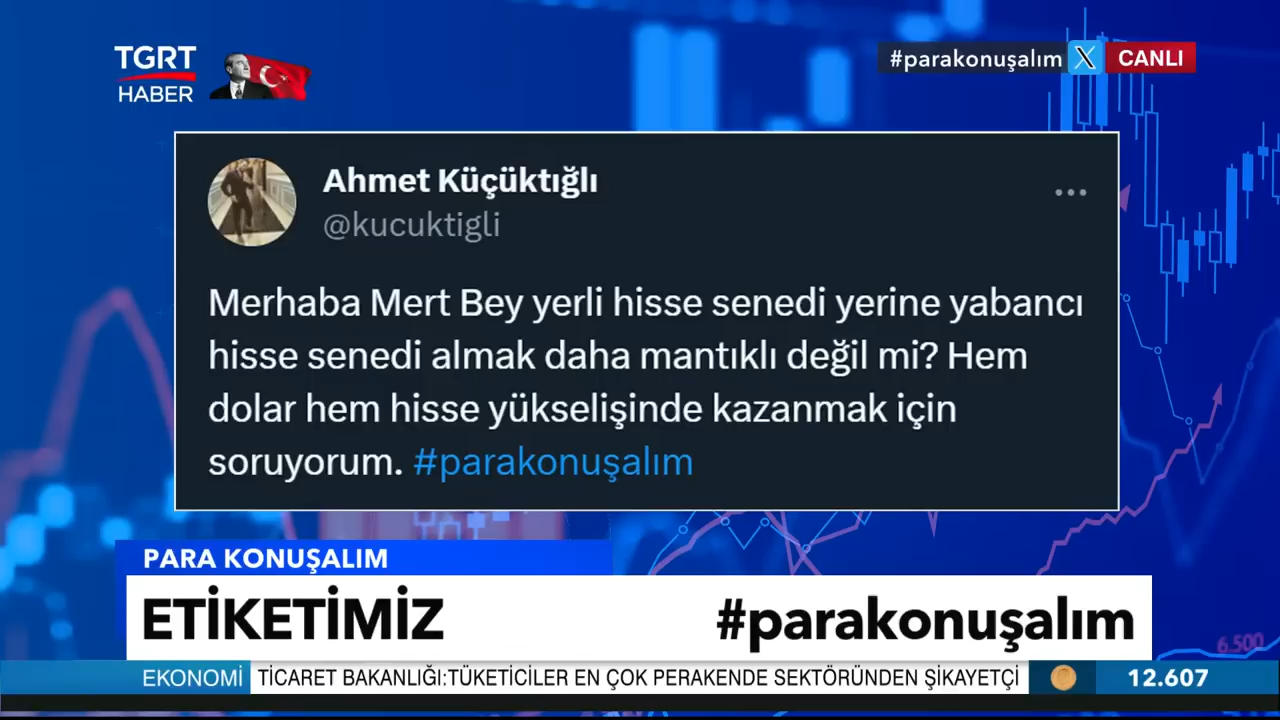 TGRT
HABER
#parakonuşalım X CANLI
Ahmet Küçüktığlı
@kucuktigli
Merhaba Mert Bey yerli hisse senedi yerine yabancı
hisse senedi almak daha mantıklı değil mi? Hem
dolar hem hisse yükselişinde kazanmak için
soruyorum. #parakonuşalım
PARA KONUŞALIM
ETİKETİMİZ #parakonuşalım
6.500
EKONOMİ TİCARET BAKANLIĞI:TÜKETİCİLER EN ÇOK PERAKENDE SEKTÖRÜNDEN ŞİKAYETÇİ 12.607